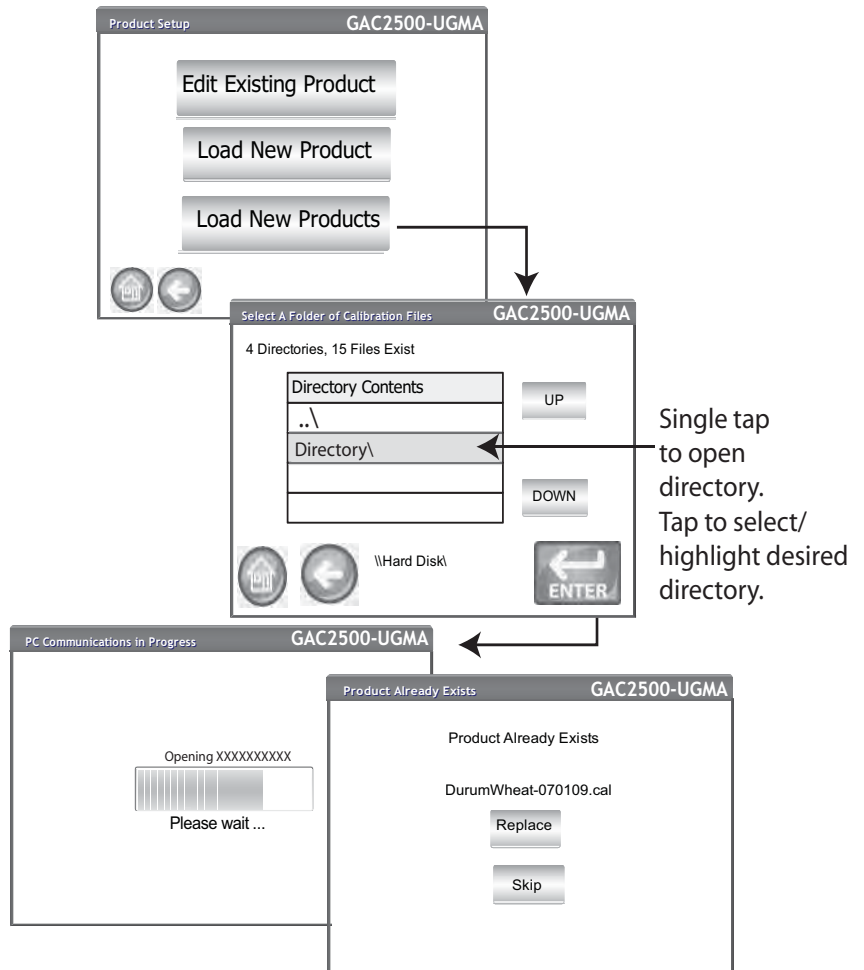 Product Setup GAC2500-UGMA
Edit Existing Product
Load New Product
Load New Products
Select A Folder of Calibration Files GAC2500-UGMA
4 Directories, 15 Files Exist
Directory Contents
..\
Directory\
UP
DOWN
\\Hard Disk\
ENTER
Single tap
to open
directory.
Tap to select/
highlight desired
directory.
PC Communications in Progress GAC2500-UGMA
Opening XXXXXXXXXX
Please wait ...
Product Already Exists GAC2500-UGMA
Product Already Exists
DurumWheat-070109.cal
Replace
Skip